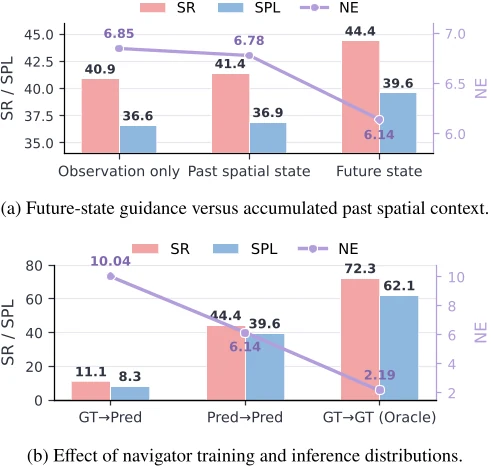 SR SPL NE
45.0 42.5 40.0 37.5 35.0
SR / SPL
6.85 6.78 6.14
40.9 36.6 41.4 36.9 44.4 39.6
7.0 6.5 6.0
NE
Observation only Past spatial state Future state
(a) Future-state guidance versus accumulated past spatial context.
SR SPL NE
80 60 40 20 0
SR / SPL
10.04 6.14 2.19
11.1 8.3 44.4 39.6 72.3 62.1
10 8 6 4 2
NE
GT→Pred Pred→Pred GT→GT (Oracle)
(b) Effect of navigator training and inference distributions.